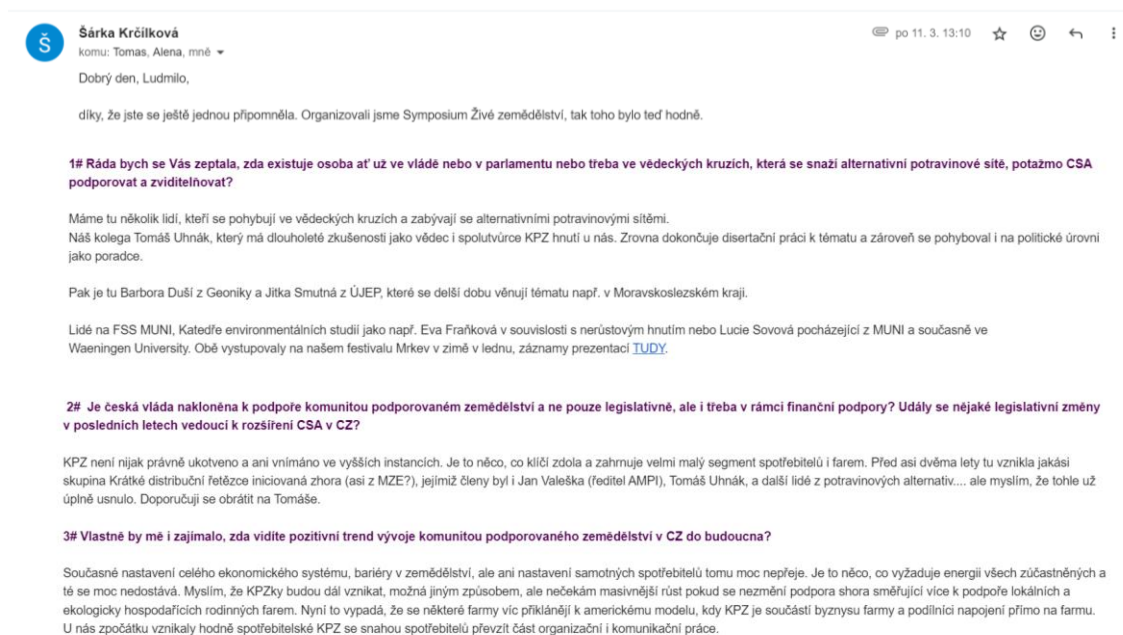 Šárka Krčílková
po 11. 3. 13:10
komu: Tomas, Alena, mně
Š
Dobrý den, Ludmilo,
díky, že jste se ještě jednou připomněla. Organizovali jsme Symposium Živé zemědělství, tak toho bylo teď hodně.
1# Ráda bych se Vás zeptala, zda existuje osoba ať už ve vládě nebo v parlamentu nebo třeba ve vědeckých kruzích, která se snaží alternativní potravinové sítě, potažmo CSA
podporovat a zviditelňovat?
Máme tu několik lidí, kteří se pohybují ve vědeckých kruzích a zabývají se alternativními potravinovými sítěmi.
Náš kolega Tomáš Uhnák, který má dlouholeté zkušenosti jako vědec i spolutvůrce KPZ hnutí u nás. Zrovna dokončuje disertační práci k tématu a zároveň se pohyboval i na politické úrovni
jako poradce.
Pak je tu Barbora Duší z Geoniky a Jitka Smutná z ÚJEP, které se delší dobu věnují tématu např. v Moravskoslezském kraji.
Lidé na FSS MUNI, Katedře environmentálních studií jako např. Eva Fraňková v souvislosti s nerůstovým hnutím nebo Lucie Sovová pocházející z MUNI a současně ve
Waeningen University. Obě vystupovaly na našem festivalu Mrkev v zimě v lednu, záznamy prezentací TUDY.
2# Je česká vláda nakloněna k podpoře komunitou podporovaném zemědělství a ne pouze legislativně, ale i třeba v rámci finanční podpory? Udály se nějaké legislativní změny
v posledních letech vedoucí k rozšíření CSA v CZ?
KPZ není nijak právně ukotveno a ani vnímáno ve vyšších instancích. Je to něco, co klíčí zdola a zahrnuje velmi malý segment spotřebitelů i farem. Před asi dvěma lety tu vznikla jakási
skupina Krátké distribuční řetězce iniciovaná shora (asi z MZE?), jejímiž členy byl i Jan Valeška (ředitel AMPI), Tomáš Uhnák, a další lidé z potravinových alternativ.... ale myslím, že tohle už
úplně usnulo. Doporučuji se obrátit na Tomáše.
3# Vlastně by mě i zajímalo, zda vidíte pozitivní trend vývoje komunitou podporovaného zemědělství v CZ do budoucna?
Současné nastavení celého ekonomického systému, bariéry v zemědělství, ale ani nastavení samotných spotřebitelů tomu moc nepřeje. Je to něco, co vyžaduje energii všech zúčastněných a
té se moc nedostává. Myslím, že KPZky budou dál vznikat, možná jiným způsobem, ale nečekám masivnější růst pokud se nezmění podpora shora směřující více k podpoře lokálních a
ekologicky hospodařících rodinných farem. Nyní to vypadá, že se některé farmy víc přiklánějí k americkému modelu, kdy KPZ je součástí byznysu farmy a podílníci napojení přímo na farmu.
U nás zpočátku vznikaly hodně spotřebitelské KPZ se snahou spotřebitelů převzít část organizační i komunikační práce.